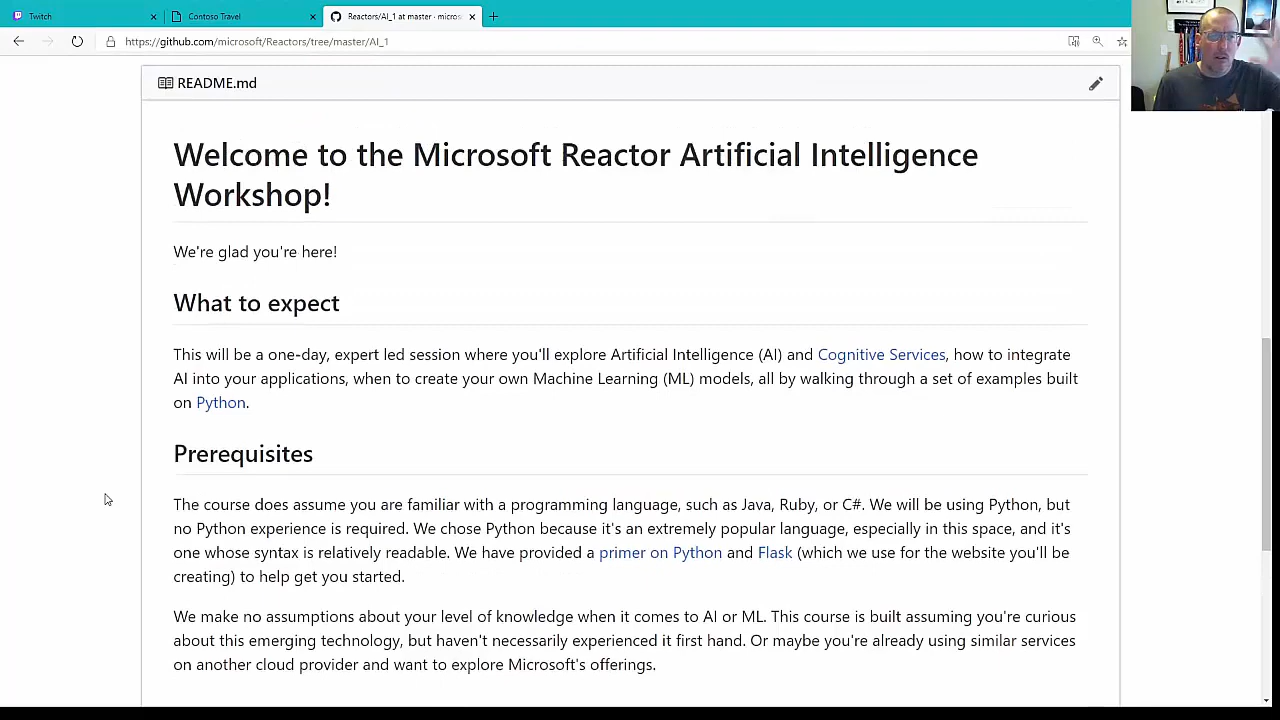 Twitch
Contoso Travel
Reactors/AI_1 at master · micros
https://github.com/microsoft/Reactors/tree/master/AI_1
README.md
Welcome to the Microsoft Reactor Artificial Intelligence
Workshop!
We're glad you're here!
What to expect
This will be a one-day, expert led session where you'll explore Artificial Intelligence (AI) and Cognitive Services, how to integrate
AI into your applications, when to create your own Machine Learning (ML) models, all by walking through a set of examples built
on Python.
Prerequisites
The course does assume you are familiar with a programming language, such as Java, Ruby, or C#. We will be using Python, but
no Python experience is required. We chose Python because it's an extremely popular language, especially in this space, and it's
one whose syntax is relatively readable. We have provided a primer on Python and Flask (which we use for the website you'll be
creating) to help get you started.
We make no assumptions about your level of knowledge when it comes to AI or ML. This course is built assuming you're curious
about this emerging technology, but haven't necessarily experienced it first hand. Or maybe you're already using similar services
on another cloud provider and want to explore Microsoft's offerings.